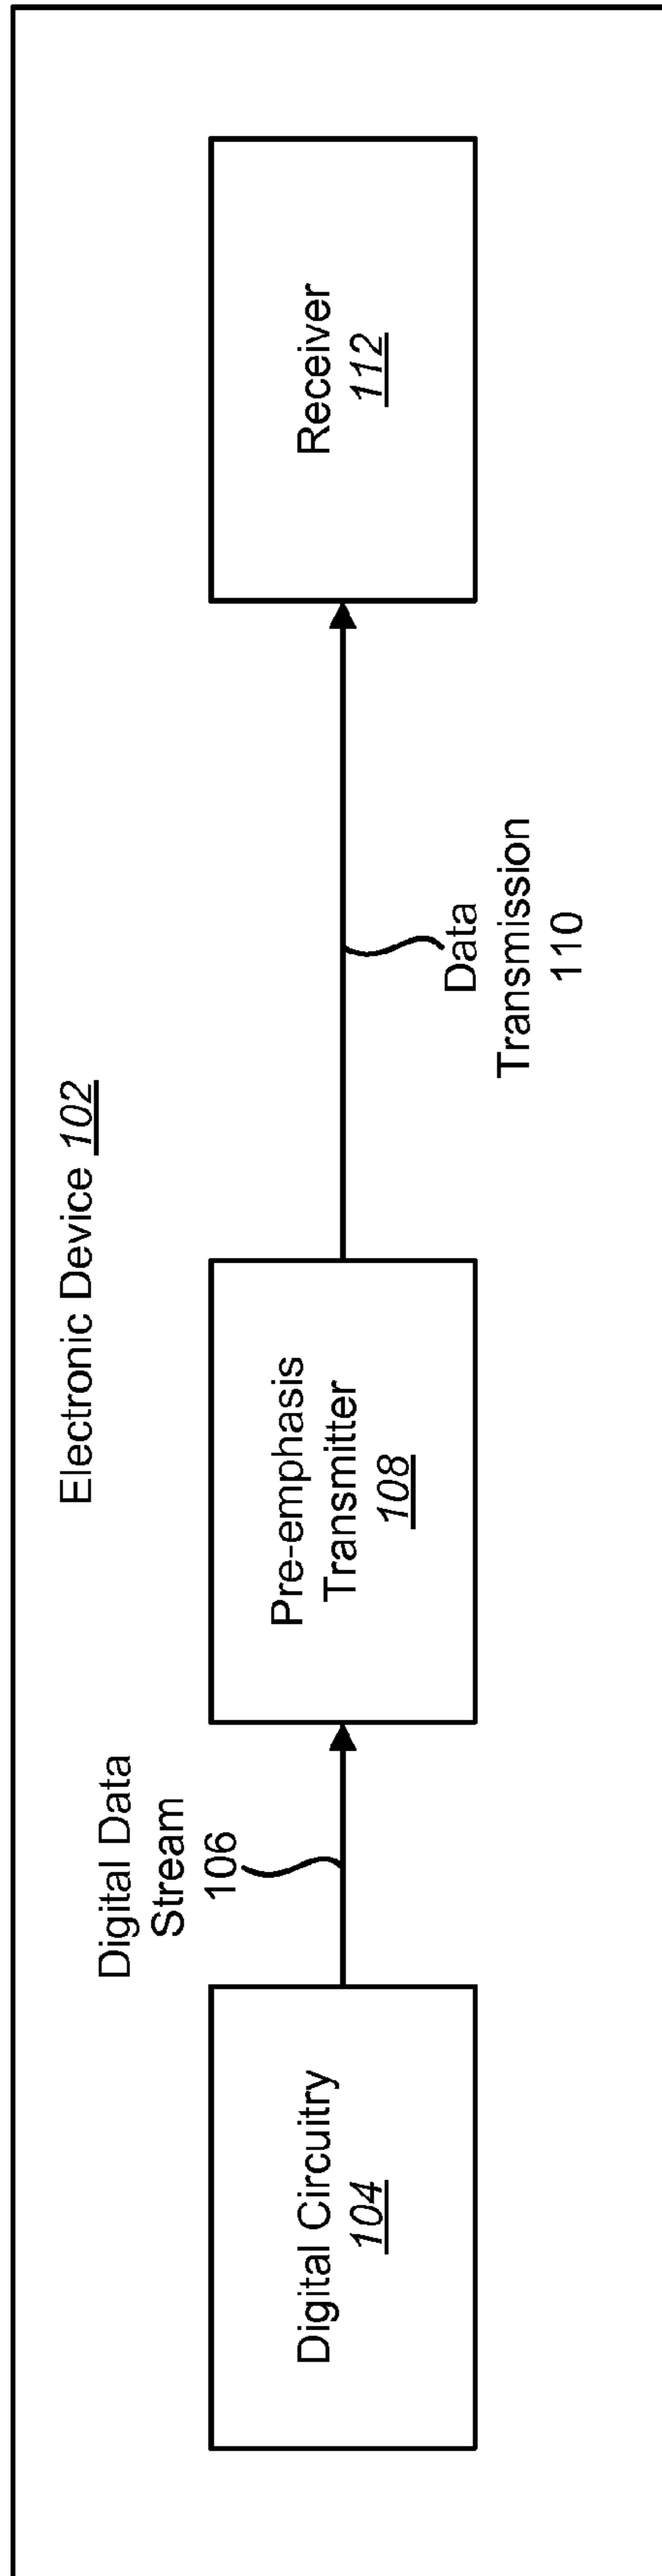 Electronic Device 102
Digital Circuitry
104
Digital Data
Stream
106
Pre-emphasis
Transmitter
108
Data
Transmission
110
Receiver
112